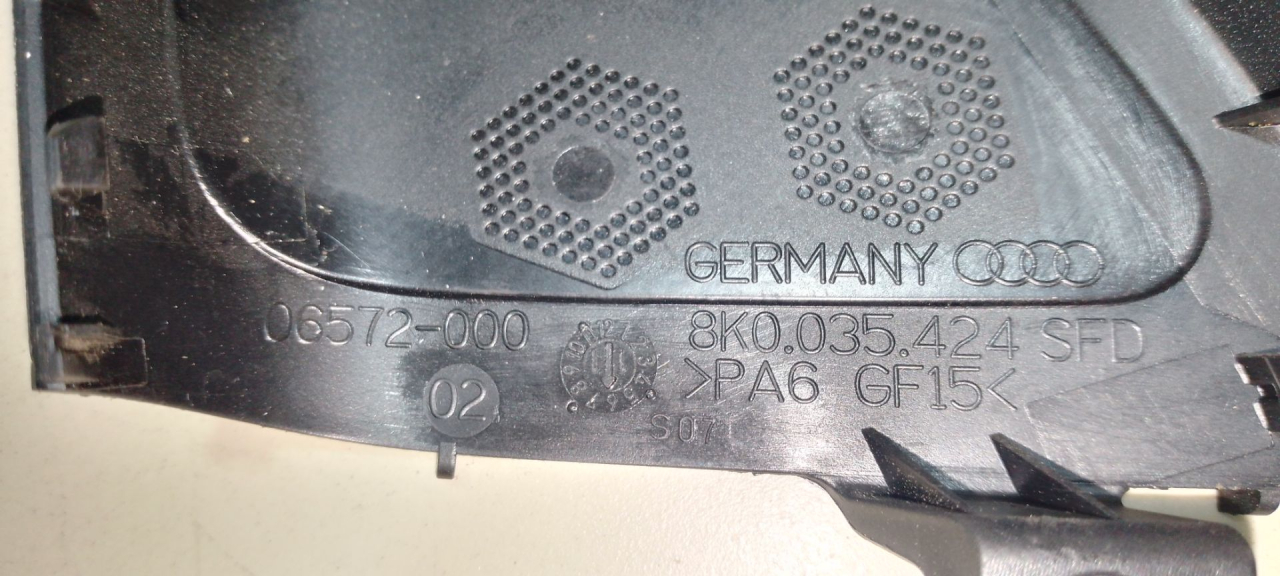 GERMANY
06572-000
8K0.035.424 SFD
>PA6 GF15<
02
S07